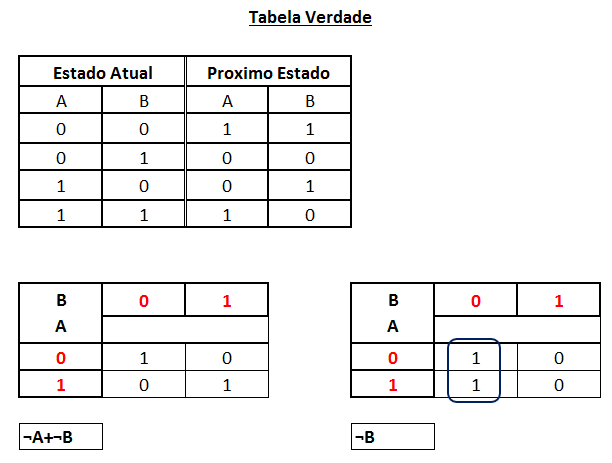 Tabela Verdade
Estado Atual Proximo Estado
A B A B
0 0 1 1
0 1 0 0
1 0 0 1
1 1 1 0
B 0 1 B 0 1
A A
0 1 0 0 1 0
1 0 1 1 1 0
¬A+¬B ¬B